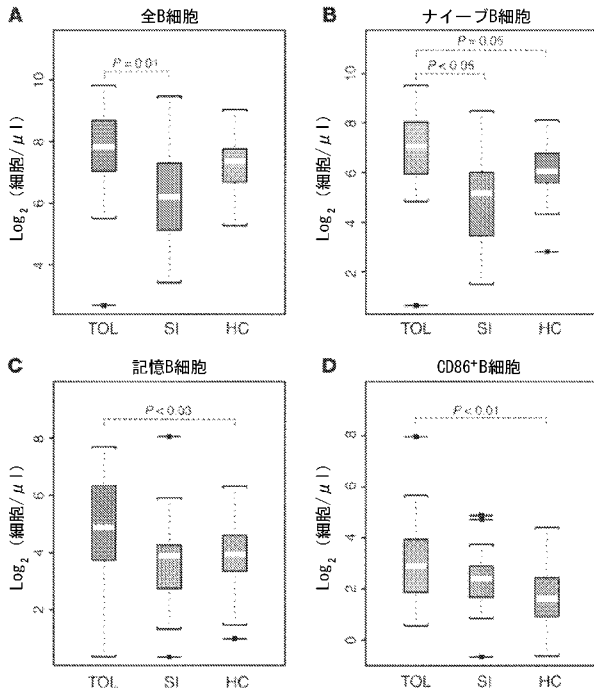 A 全B細胞
P = 0.01
Log2 (細胞/μl)
10
8
6
4
TOL SI HC
B ナイーブB細胞
P = 0.05
P < 0.05
Log2 (細胞/μl)
10
8
6
4
2
TOL SI HC
C 記憶B細胞
P < 0.03
Log2 (細胞/μl)
8
6
4
2
TOL SI HC
D CD86+B細胞
P < 0.01
Log2 (細胞/μl)
8
6
4
2
0
TOL SI HC